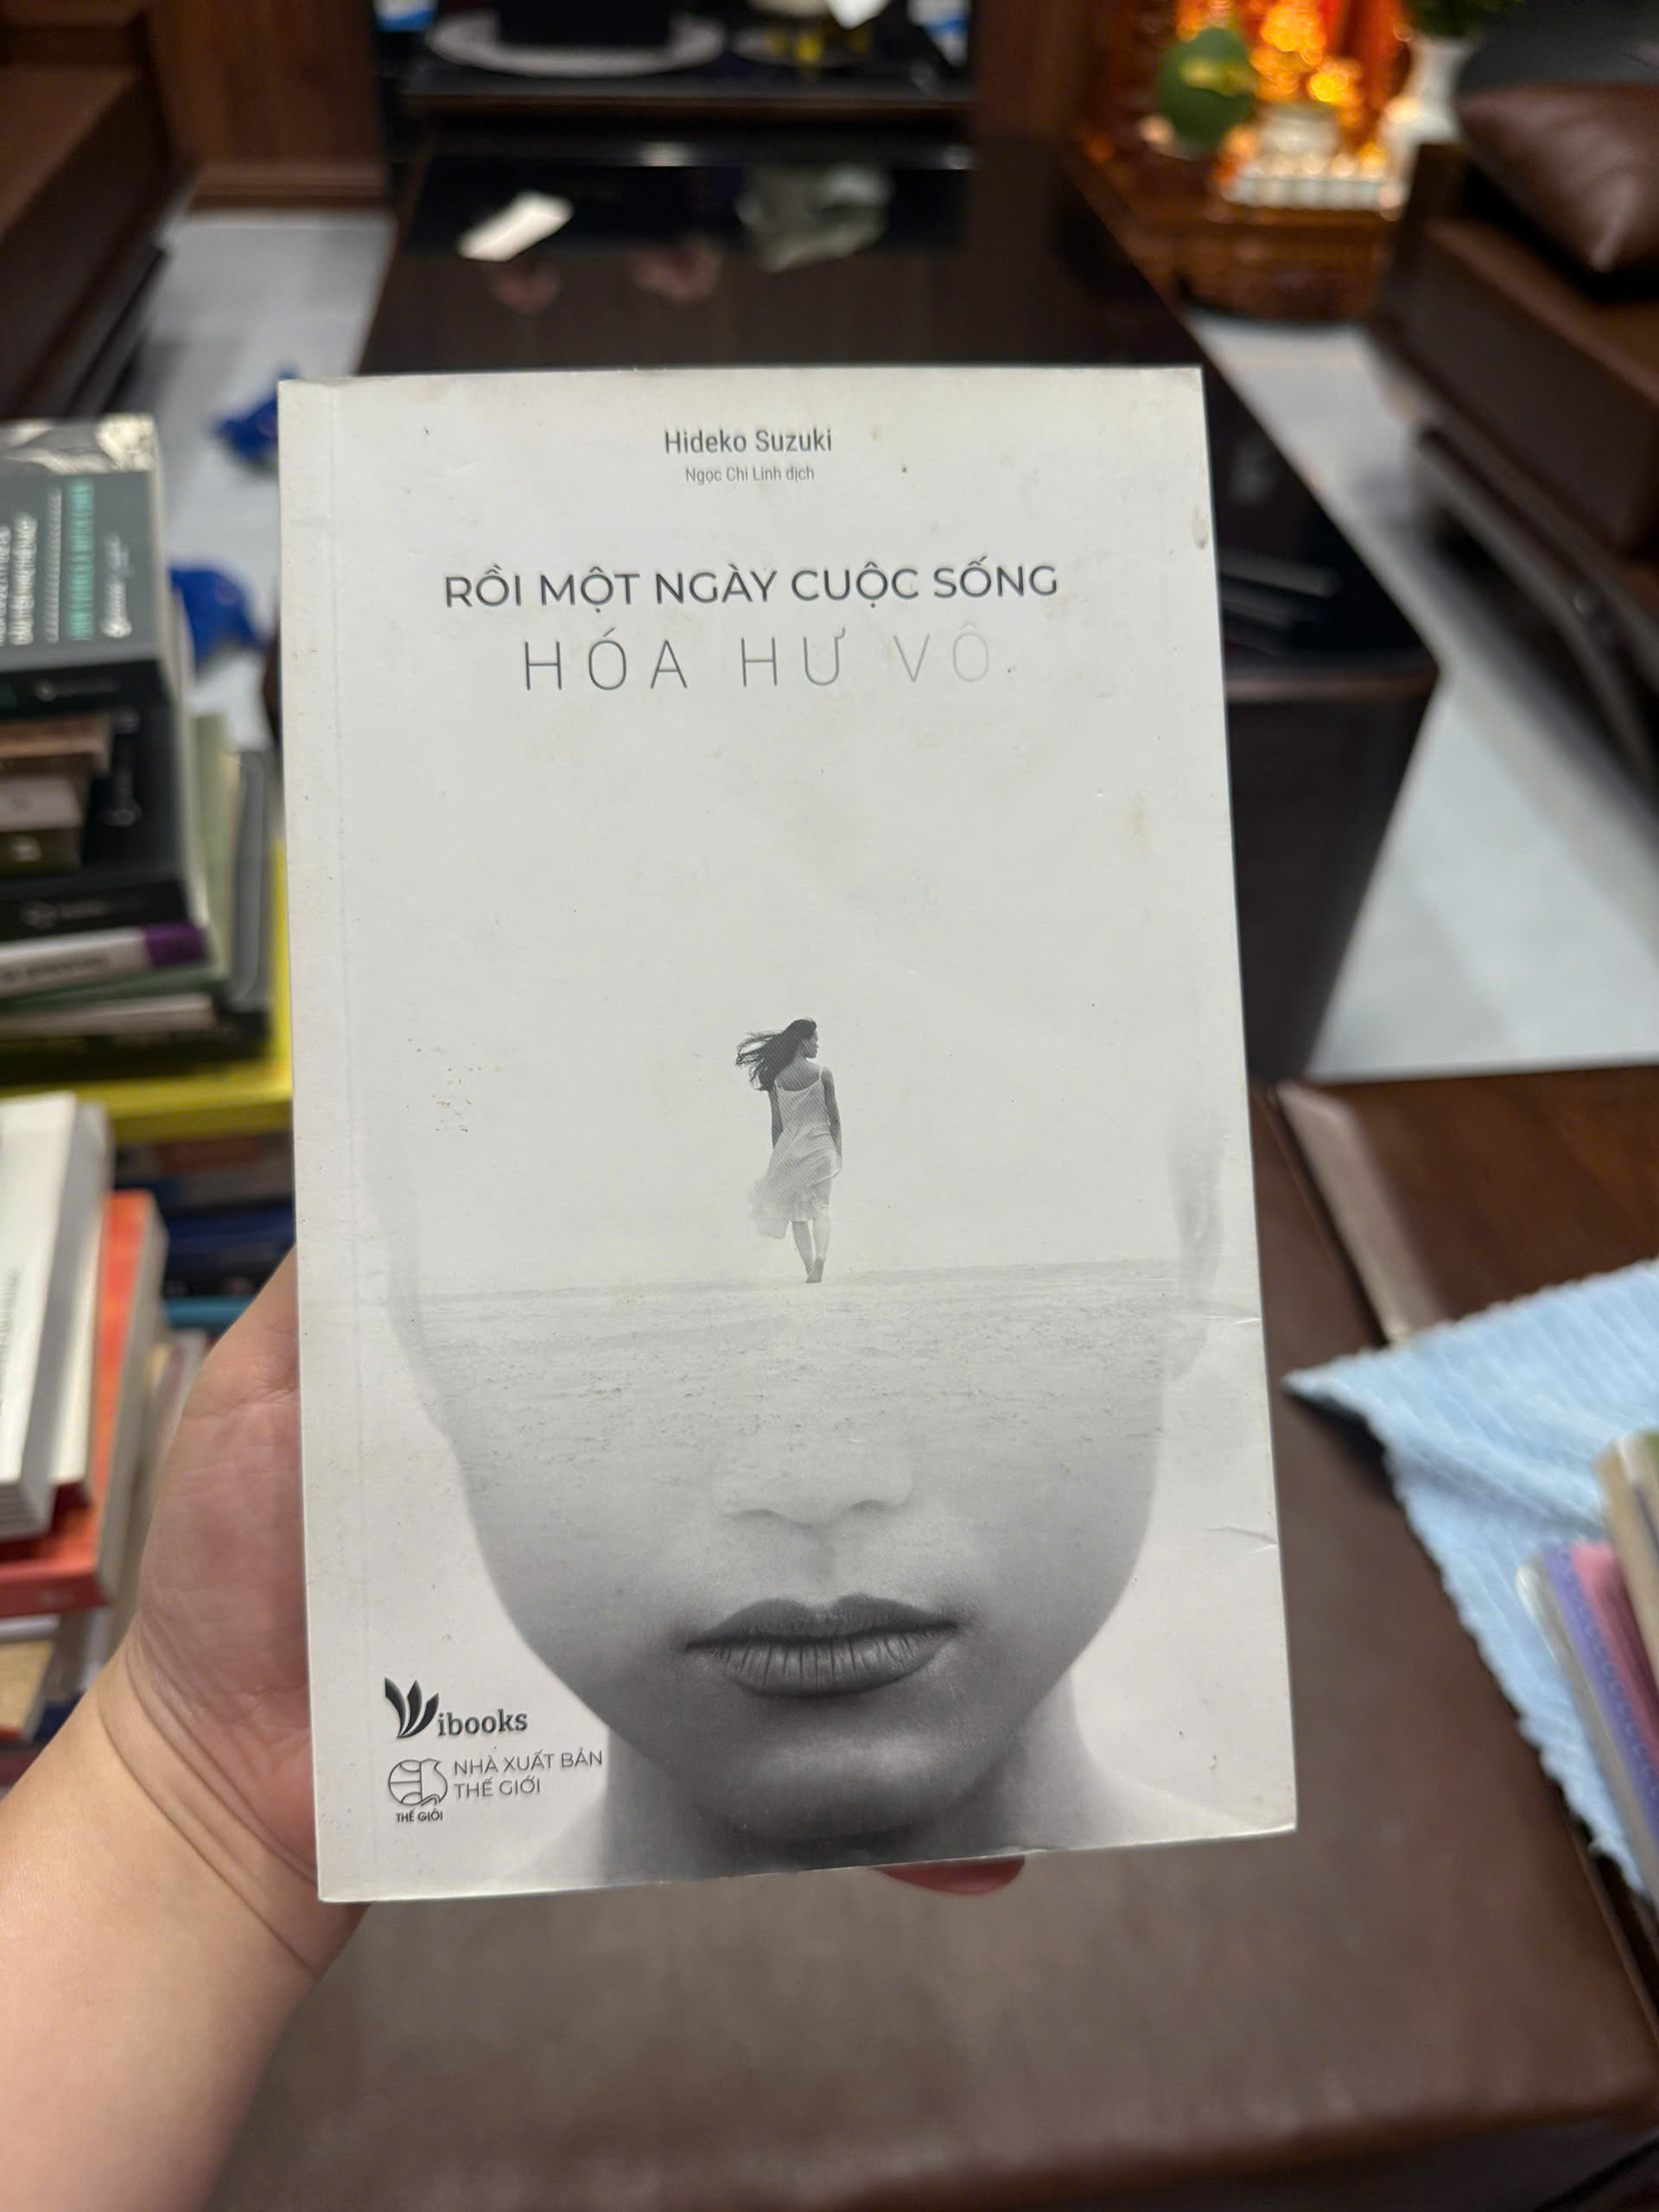 Hideko Suzuki
Ngọc Chi Linh dịch
RỒI MỘT NGÀY CUỘC SỐNG
HÓA HƯ VÔ.
Wibooks
NHÀ XUẤT BẢN
THẾ GIỚI
THẾ GIỚI